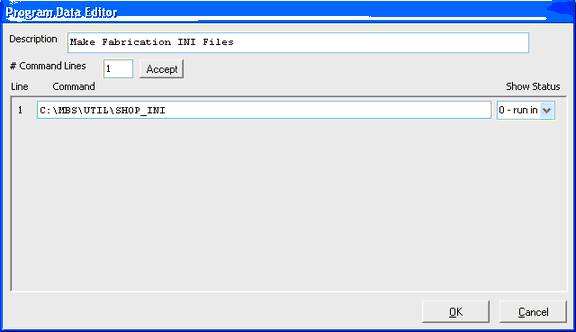 Program Data Editor
Description Make Fabrication INI Files
# Command Lines 1 Accept
Line Command Show Status
1 C:\MBS\UTIL\SHOP_INI 0 - run in
OK Cancel